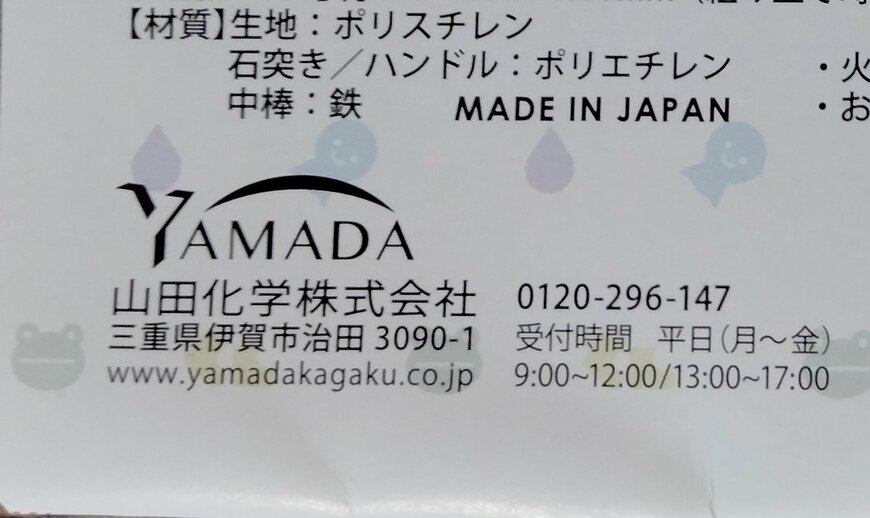 【材質】生地：ポリスチレン
石突き／ハンドル：ポリエチレン
・火
中棒：鉄
MADE IN JAPAN
・お
YAMADA
山田化学株式会社
0120-296-147
三重県伊賀市治田 3090-1
受付時間 平日（月～金）
www.yamadakagaku.co.jp
9:00~12:00/13:00~17:00